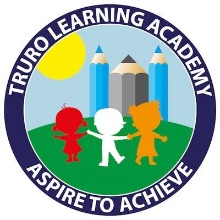 TRURO LEARNING ACADEMY
ASPIRE TO ACHIEVE